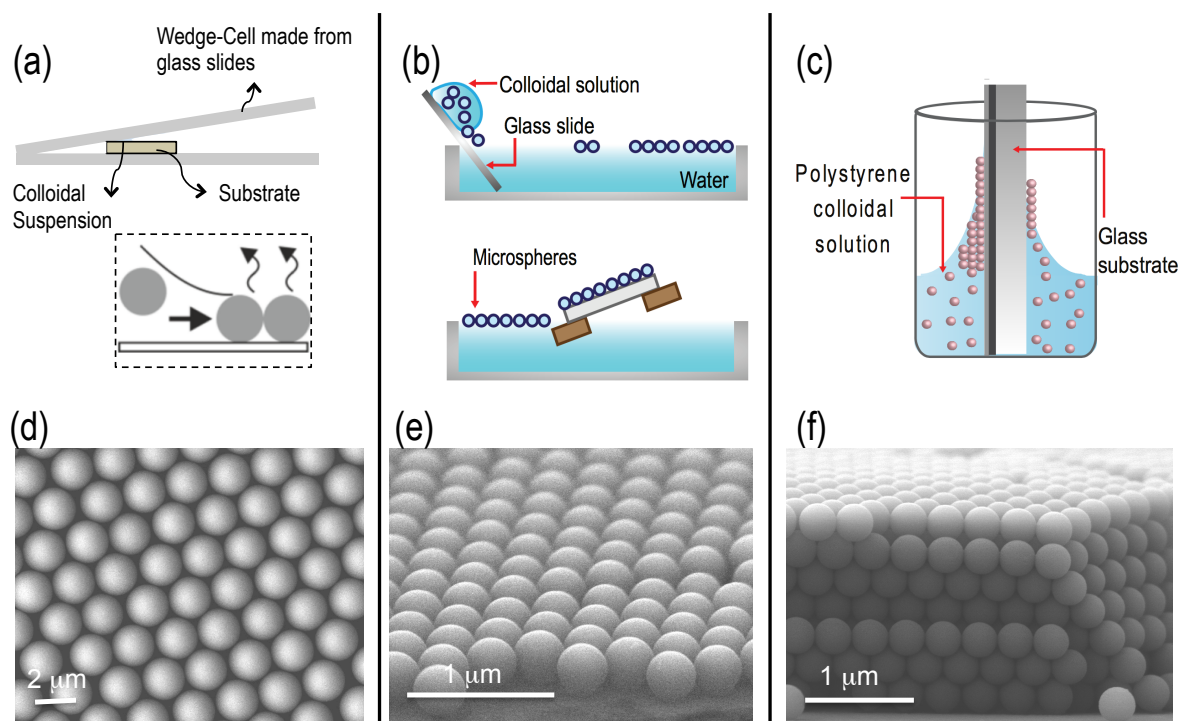 (a)
Wedge-Cell made from
glass slides
Colloidal
Suspension
Substrate
(b)
Colloidal solution
Glass slide
Water
Microspheres
(c)
Polystyrene
colloidal
solution
Glass
substrate
(d)
2 μm
(e)
1 μm
(f)
1 μm